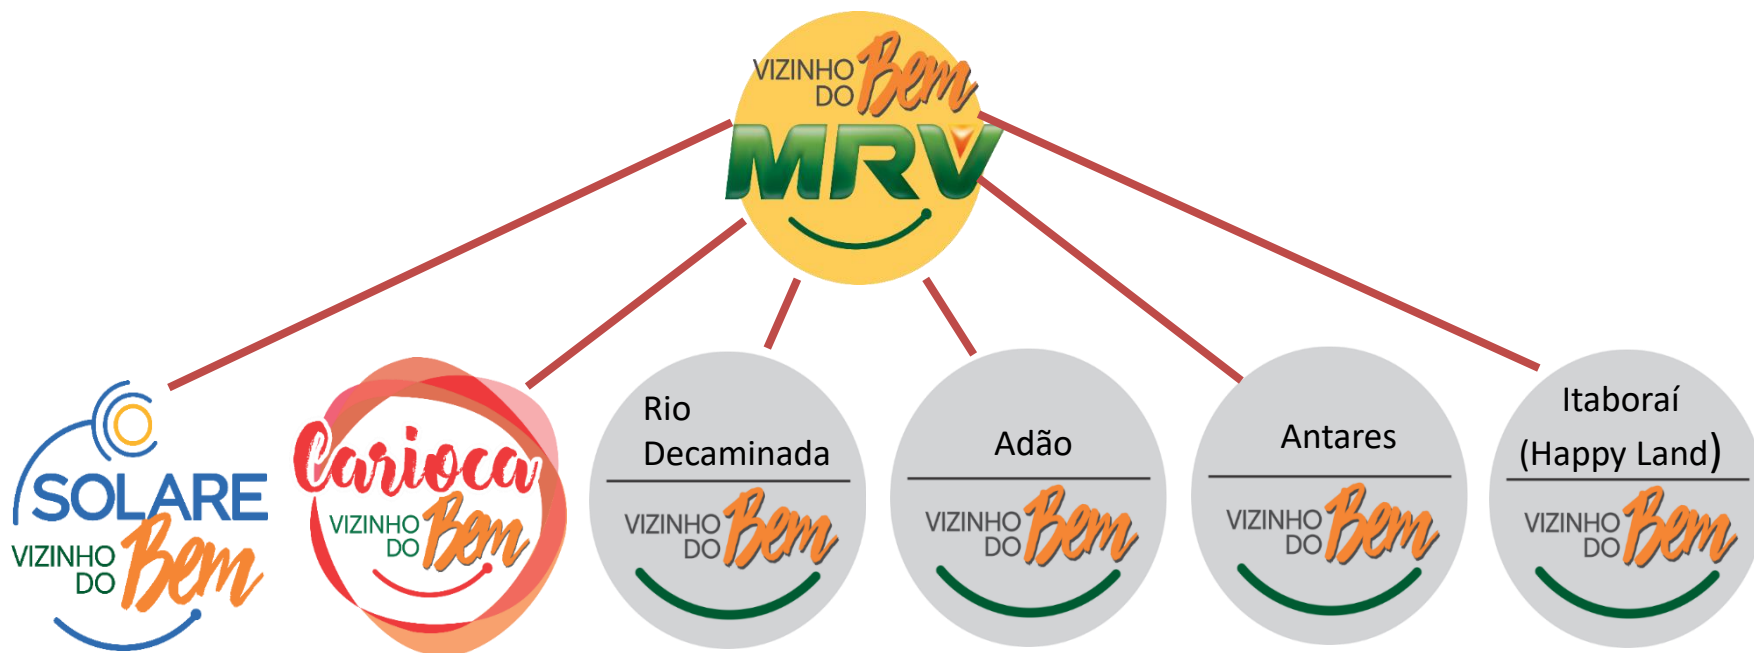 VIZINHO
DO Bem
MRV
SOLARE
VIZINHO
DO Bem
Carioca
VIZINHO
DO Bem
Rio
Decaminada
VIZINHO
DO Bem
Adão
VIZINHO
DO Bem
Antares
VIZINHO
DO Bem
Itaboraí
(Happy Land)
VIZINHO
DO Bem